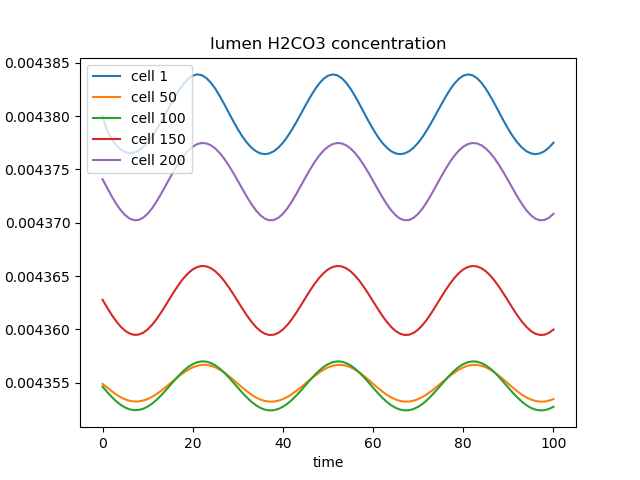 lumen H2CO3 concentration
0.004385
0.004380
0.004375
0.004370
0.004365
0.004360
0.004355
cell 1
cell 50
cell 100
cell 150
cell 200
0 20 40 60 80 100
time